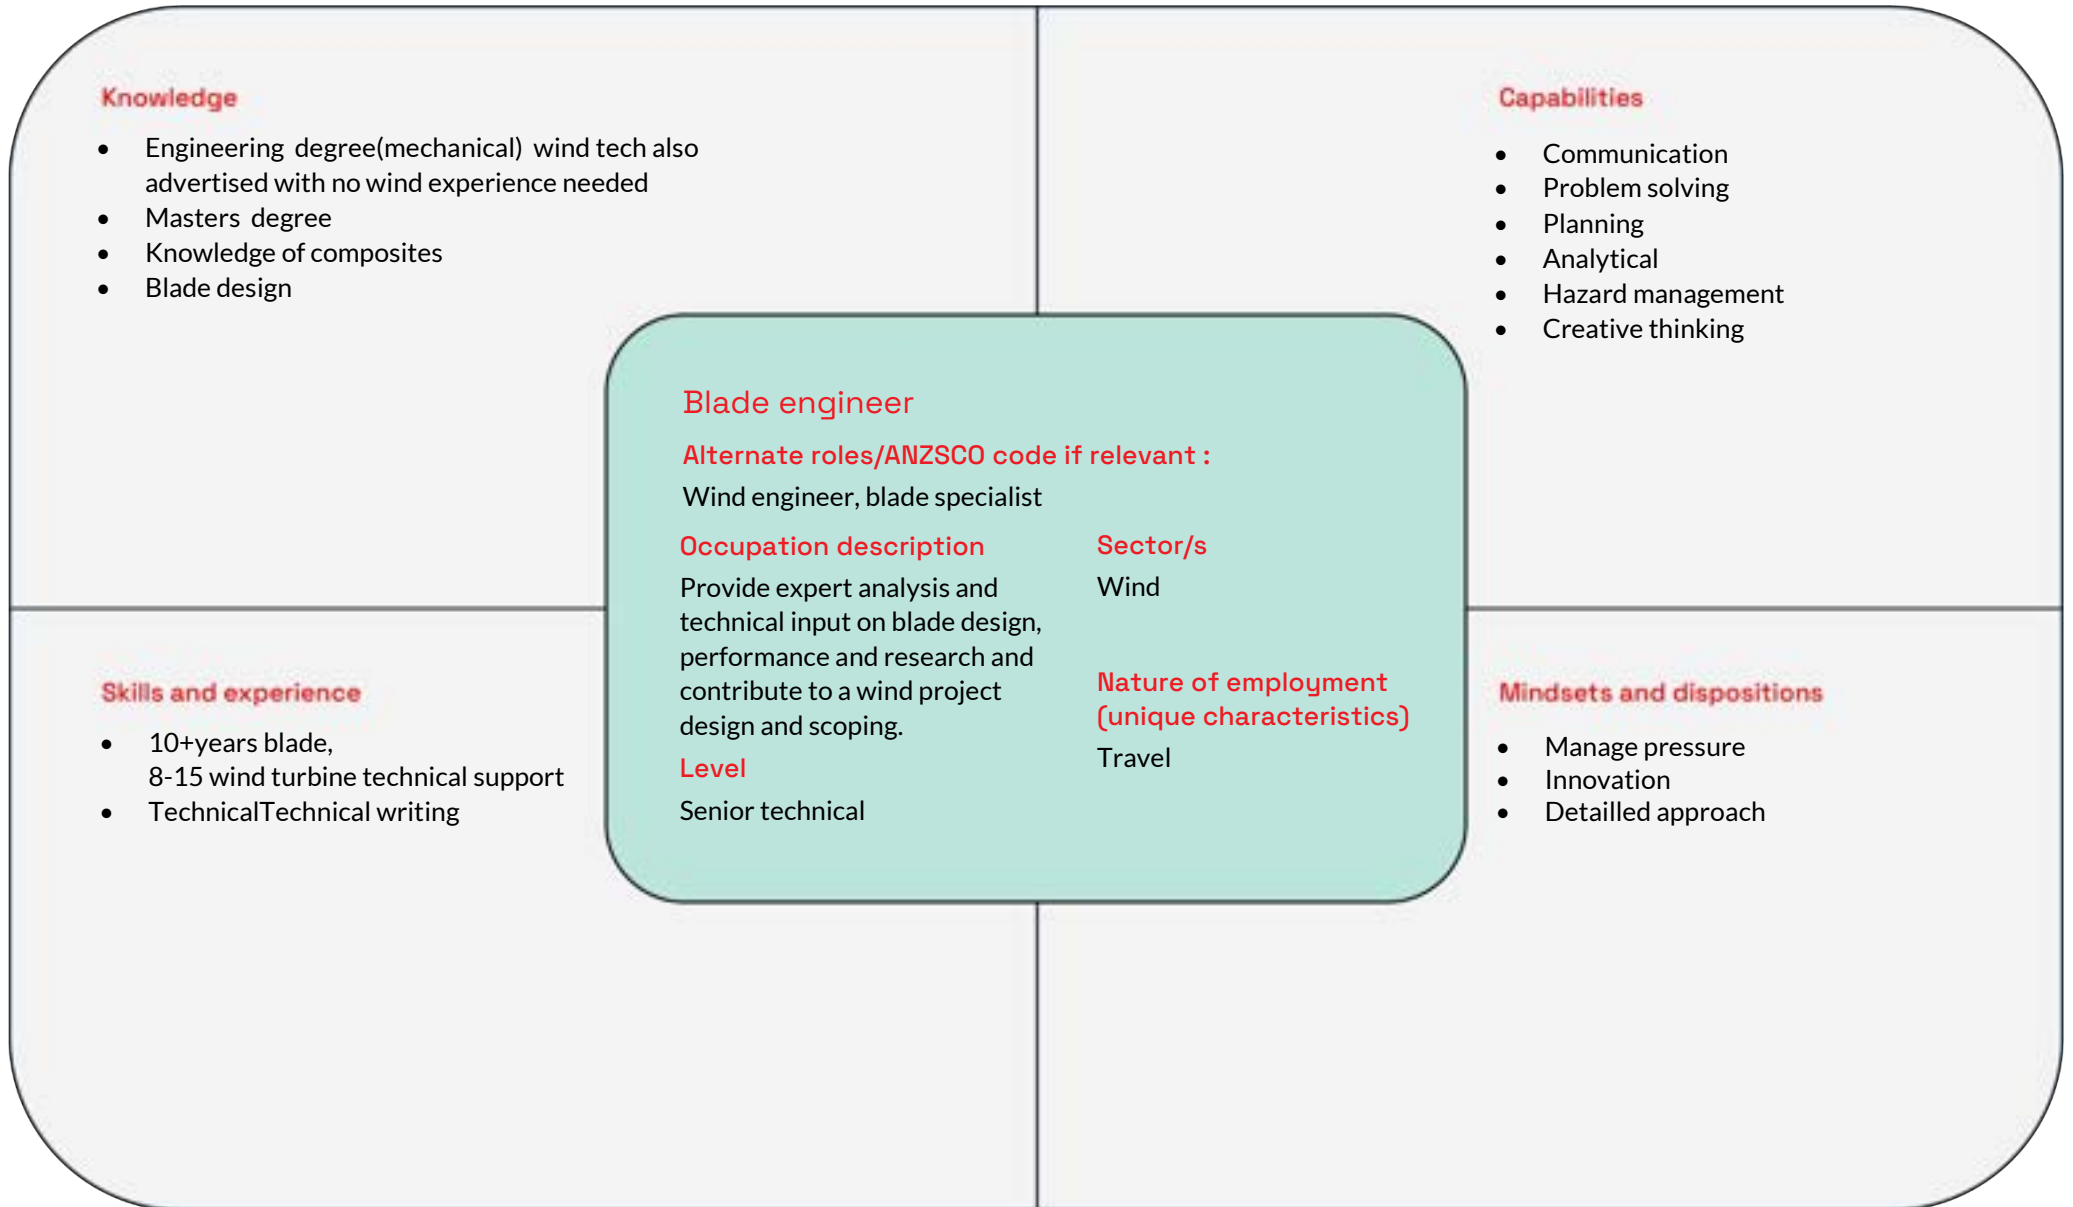 Knowledge
• Engineering degree(mechanical) wind tech also
advertised with no wind experience needed
• Masters degree
• Knowledge of composites
• Blade design
Capabilities
• Communication
• Problem solving
• Planning
• Analytical
• Hazard management
• Creative thinking
Blade engineer
Alternate roles/ANZSCO code if relevant :
Wind engineer, blade specialist
Occupation description
Provide expert analysis and
technical input on blade design,
performance and research and
contribute to a wind project
design and scoping.
Level
Senior technical
Sector/s
Wind
Nature of employment
(unique characteristics)
Travel
Skills and experience
• 10+years blade,
8-15 wind turbine technical support
• TechnicalTechnical writing
Mindsets and dispositions
• Manage pressure
• Innovation
• Detailled approach